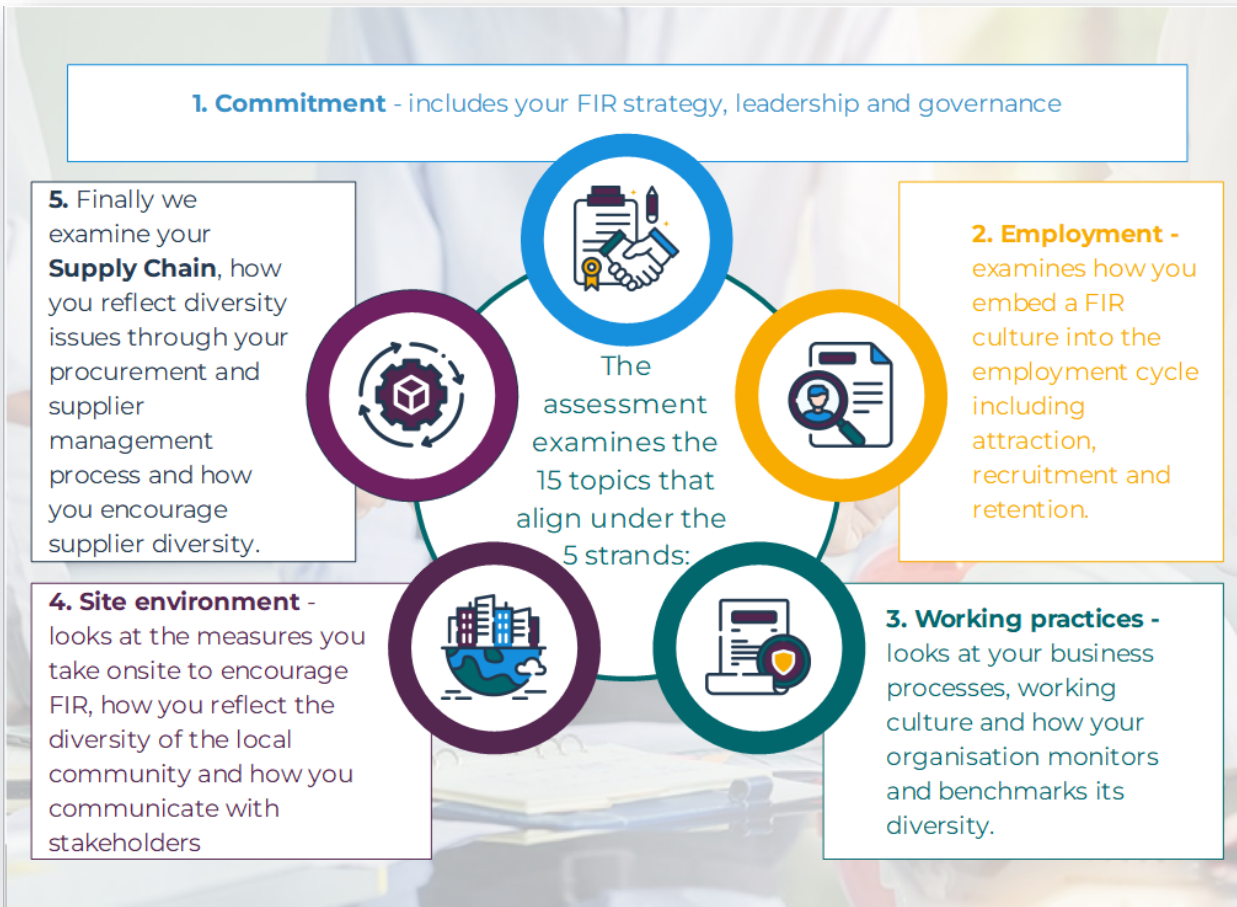 1. Commitment - includes your FIR strategy, leadership and governance
5. Finally we
examine your
Supply Chain, how
you reflect diversity
issues through your
procurement and
supplier
management
process and how
you encourage
supplier diversity.
2. Employment -
examines how you
embed a FIR
culture into the
employment cycle
including
attraction,
recruitment and
retention.
The
assessment
examines the
15 topics that
align under the
5 strands:
4. Site environment -
looks at the measures you
take onsite to encourage
FIR, how you reflect the
diversity of the local
community and how you
communicate with
stakeholders
3. Working practices -
looks at your business
processes, working
culture and how your
organisation monitors
and benchmarks its
diversity.